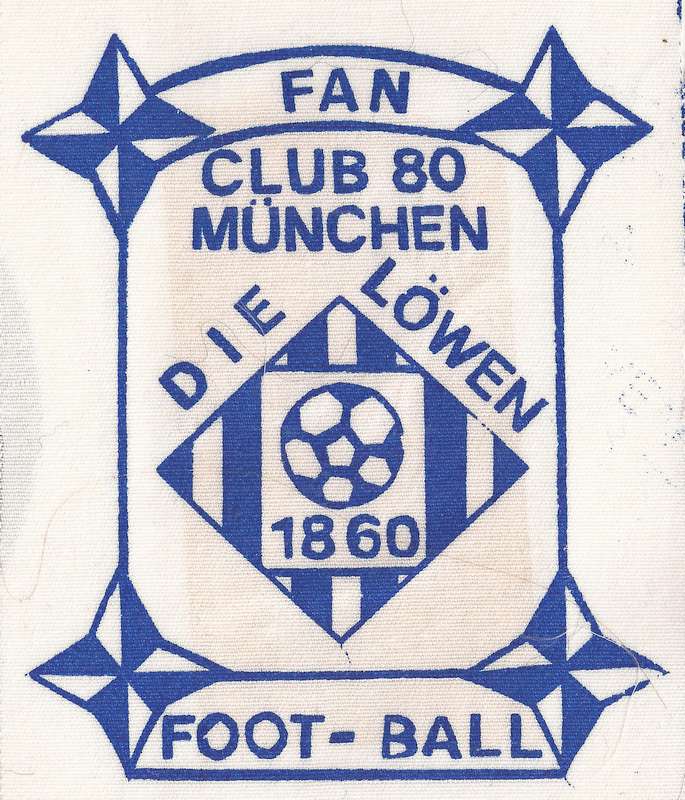 FAN
CLUB 80
MÜNCHEN
DIE LÖWEN
1860
FOOT-BALL